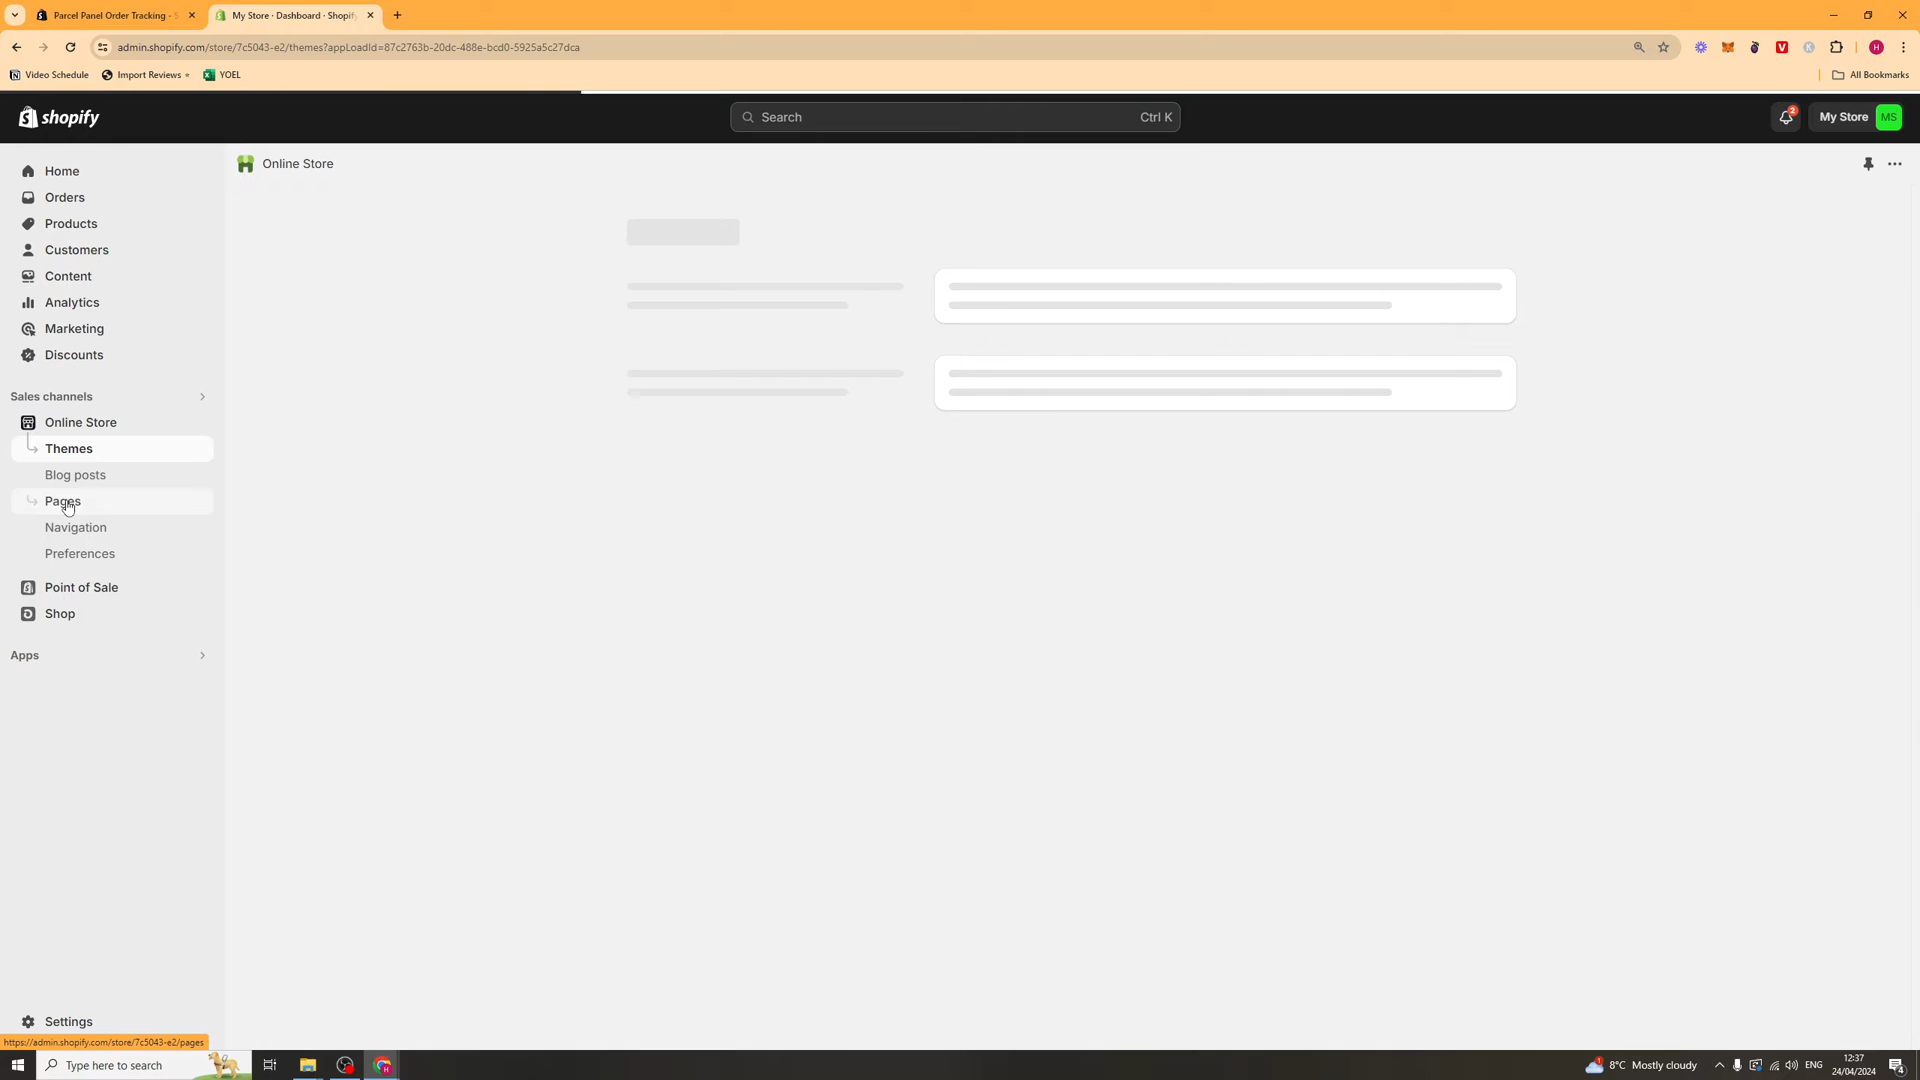 Parcel Panel Order Tracking - S
My Store · Dashboard · Shopify
admin.shopify.com/store/7c5043-e2/themes?appLoadId=87c2763b-20dc-488e-bcd0-5925a5c27dca
Video Schedule
Import Reviews
YOEL
All Bookmarks
shopify
Search
Ctrl K
2
My Store
MS
Home
Orders
Products
Customers
Content
Analytics
Marketing
Discounts
Sales channels
Online Store
Themes
Blog posts
Pages
Navigation
Preferences
Point of Sale
Shop
Apps
Settings
Online Store
https://admin.shopify.com/store/7c5043-e2/pages
Type here to search
1
8°C Mostly cloudy
ENG
12:37
24/04/2024
4